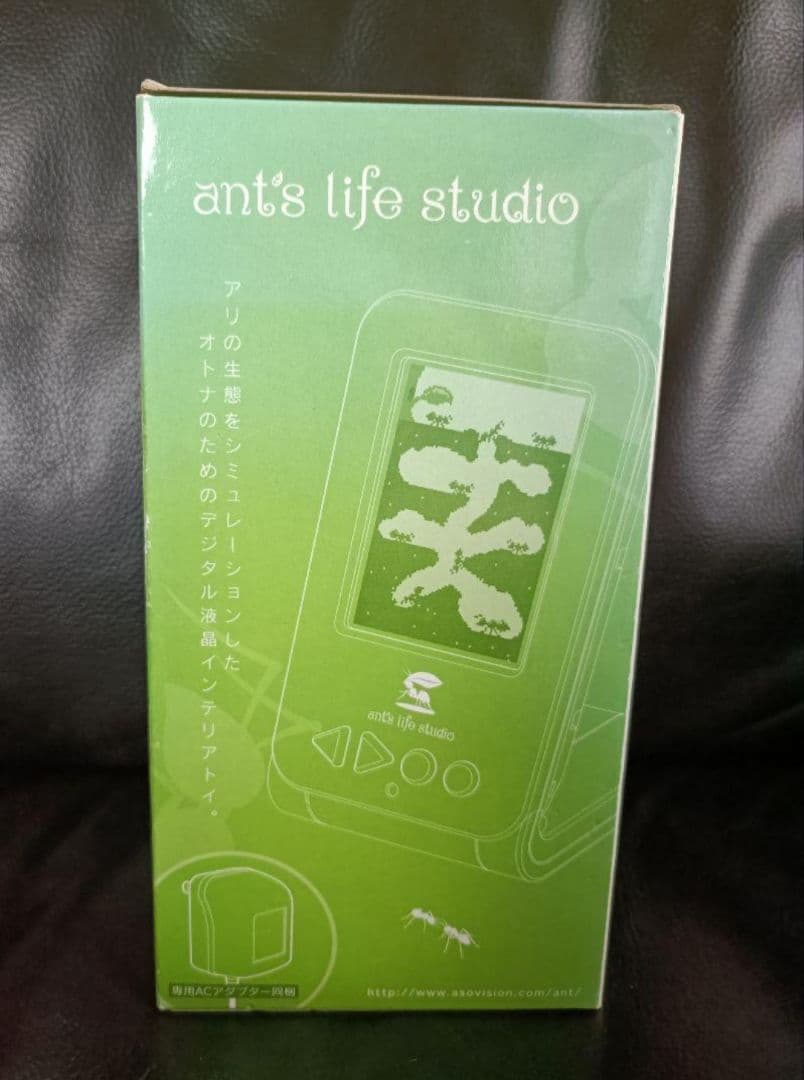 ant's life studio
アリの生態をシミュレーションした
オトナのためのデジタル液晶インテリアトイ。
ant's life studio
専用ACアダプター同梱
http://www.asovision.com/ant/